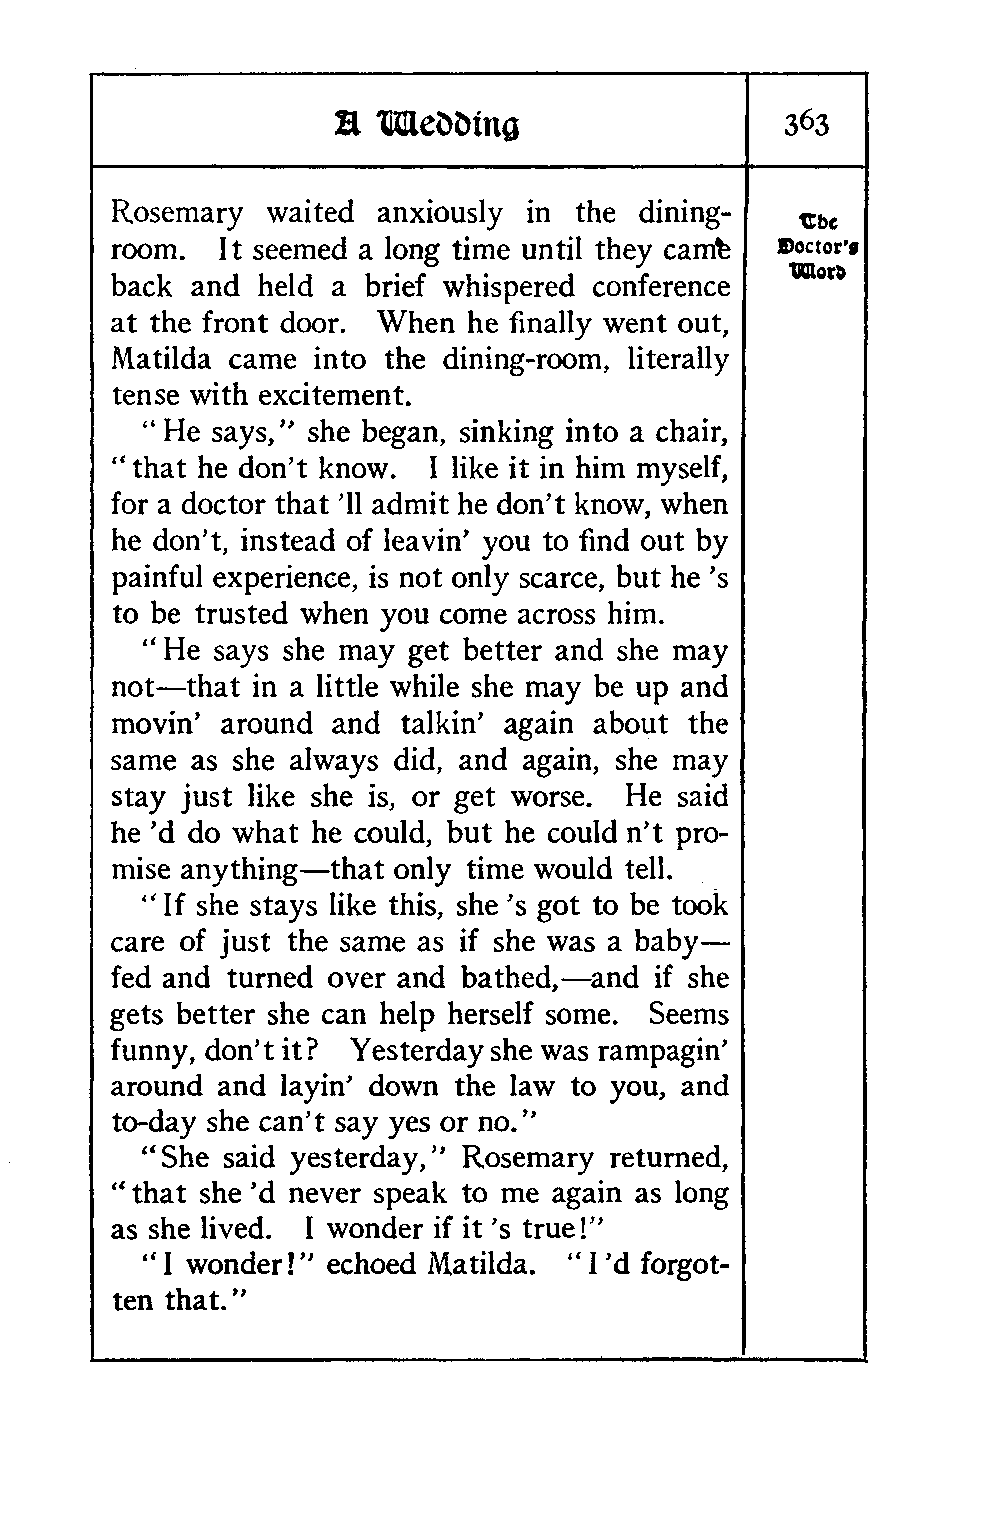 A Wedding
363
Rosemary waited anxiously in the dining-
room. It seemed a long time until they came
back and held a brief whispered conference
at the front door. When he finally went out,
Matilda came into the dining-room, literally
tense with excitement.
"He says," she began, sinking into a chair,
"that he don't know. I like it in him myself,
for a doctor that 'll admit he don't know, when
he don't, instead of leavin' you to find out by
painful experience, is not only scarce, but he 's
to be trusted when you come across him.
"He says she may get better and she may
not—that in a little while she may be up and
movin' around and talkin' again about the
same as she always did, and again, she may
stay just like she is, or get worse. He said
he 'd do what he could, but he could n't pro-
mise anything—that only time would tell.
"If she stays like this, she 's got to be took
care of just the same as if she was a baby—
fed and turned over and bathed,—and if she
gets better she can help herself some. Seems
funny, don't it? Yesterday she was rampagin'
around and layin' down the law to you, and
to-day she can't say yes or no."
"She said yesterday," Rosemary returned,
"that she 'd never speak to me again as long
as she lived. I wonder if it 's true!"
"I wonder!" echoed Matilda. "I 'd forgot-
ten that."
The
Doctor's
Word